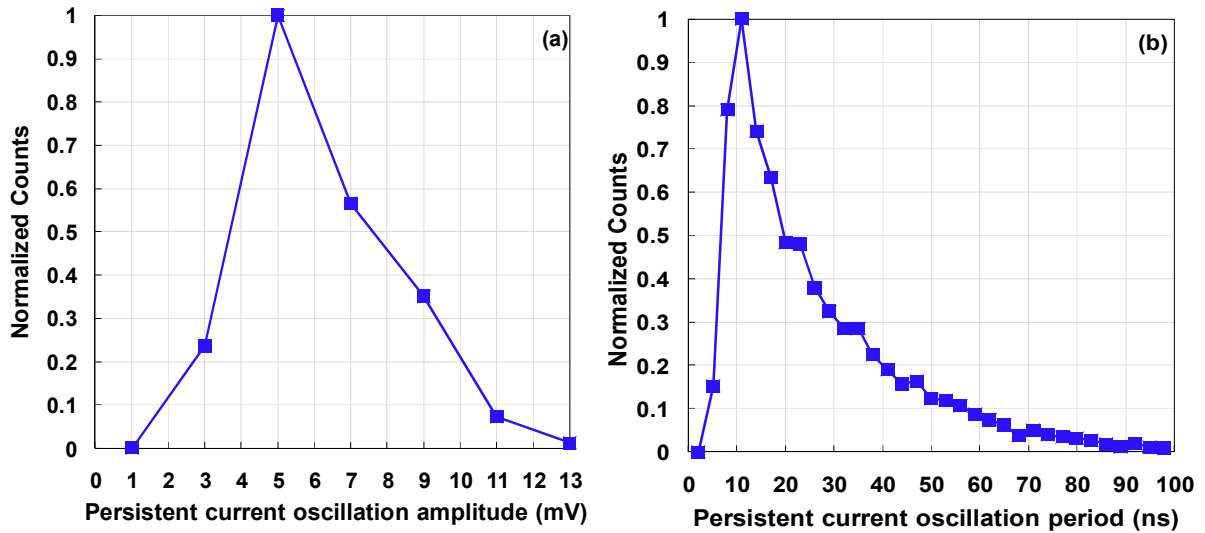 (a)
Normalized Counts
1
0.9
0.8
0.7
0.6
0.5
0.4
0.3
0.2
0.1
0
0 1 2 3 4 5 6 7 8 9 10 11 12 13
Persistent current oscillation amplitude (mV)
(b)
Normalized Counts
1
0.9
0.8
0.7
0.6
0.5
0.4
0.3
0.2
0.1
0
0 10 20 30 40 50 60 70 80 90 100
Persistent current oscillation period (ns)